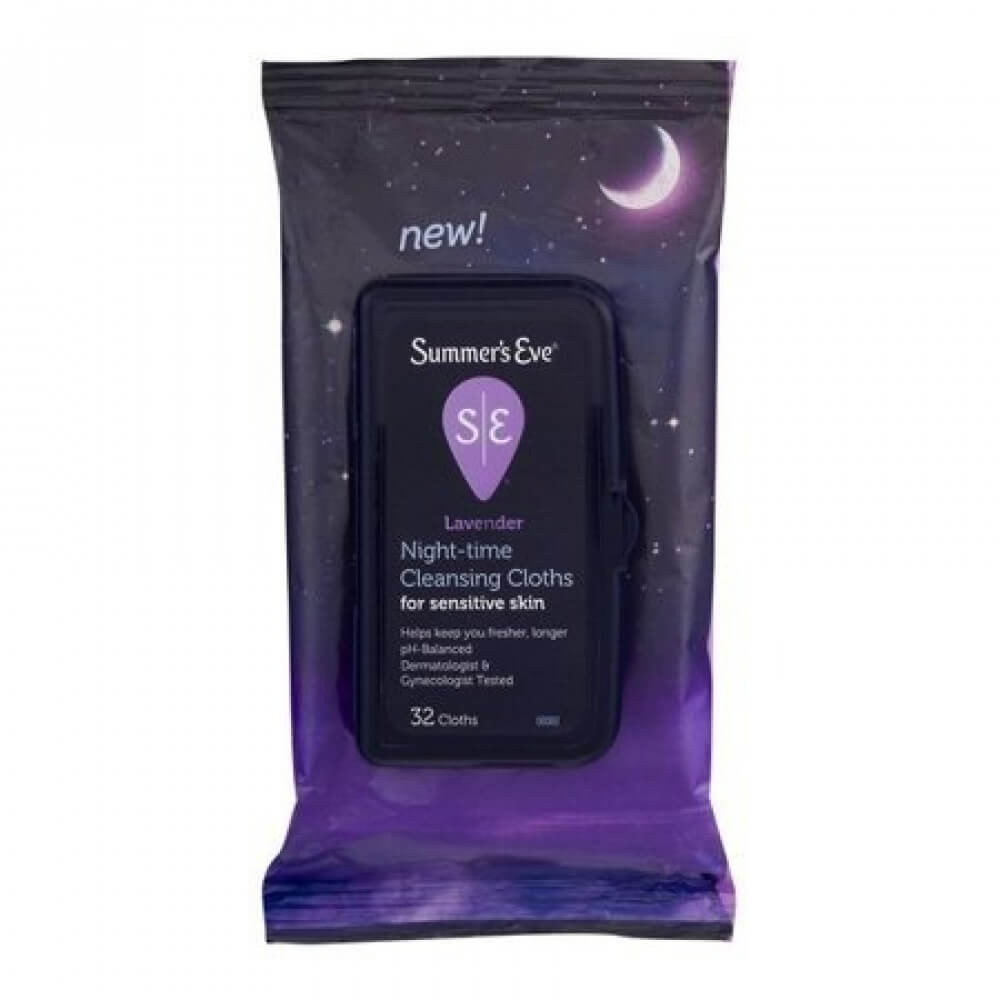 new!
Summer's Eve®
S|E
Lavender
Night-time
Cleansing Cloths
for sensitive skin
Helps keep you fresher, longer
pH-Balanced
Dermatologist &
Gynecologist Tested
32 Cloths